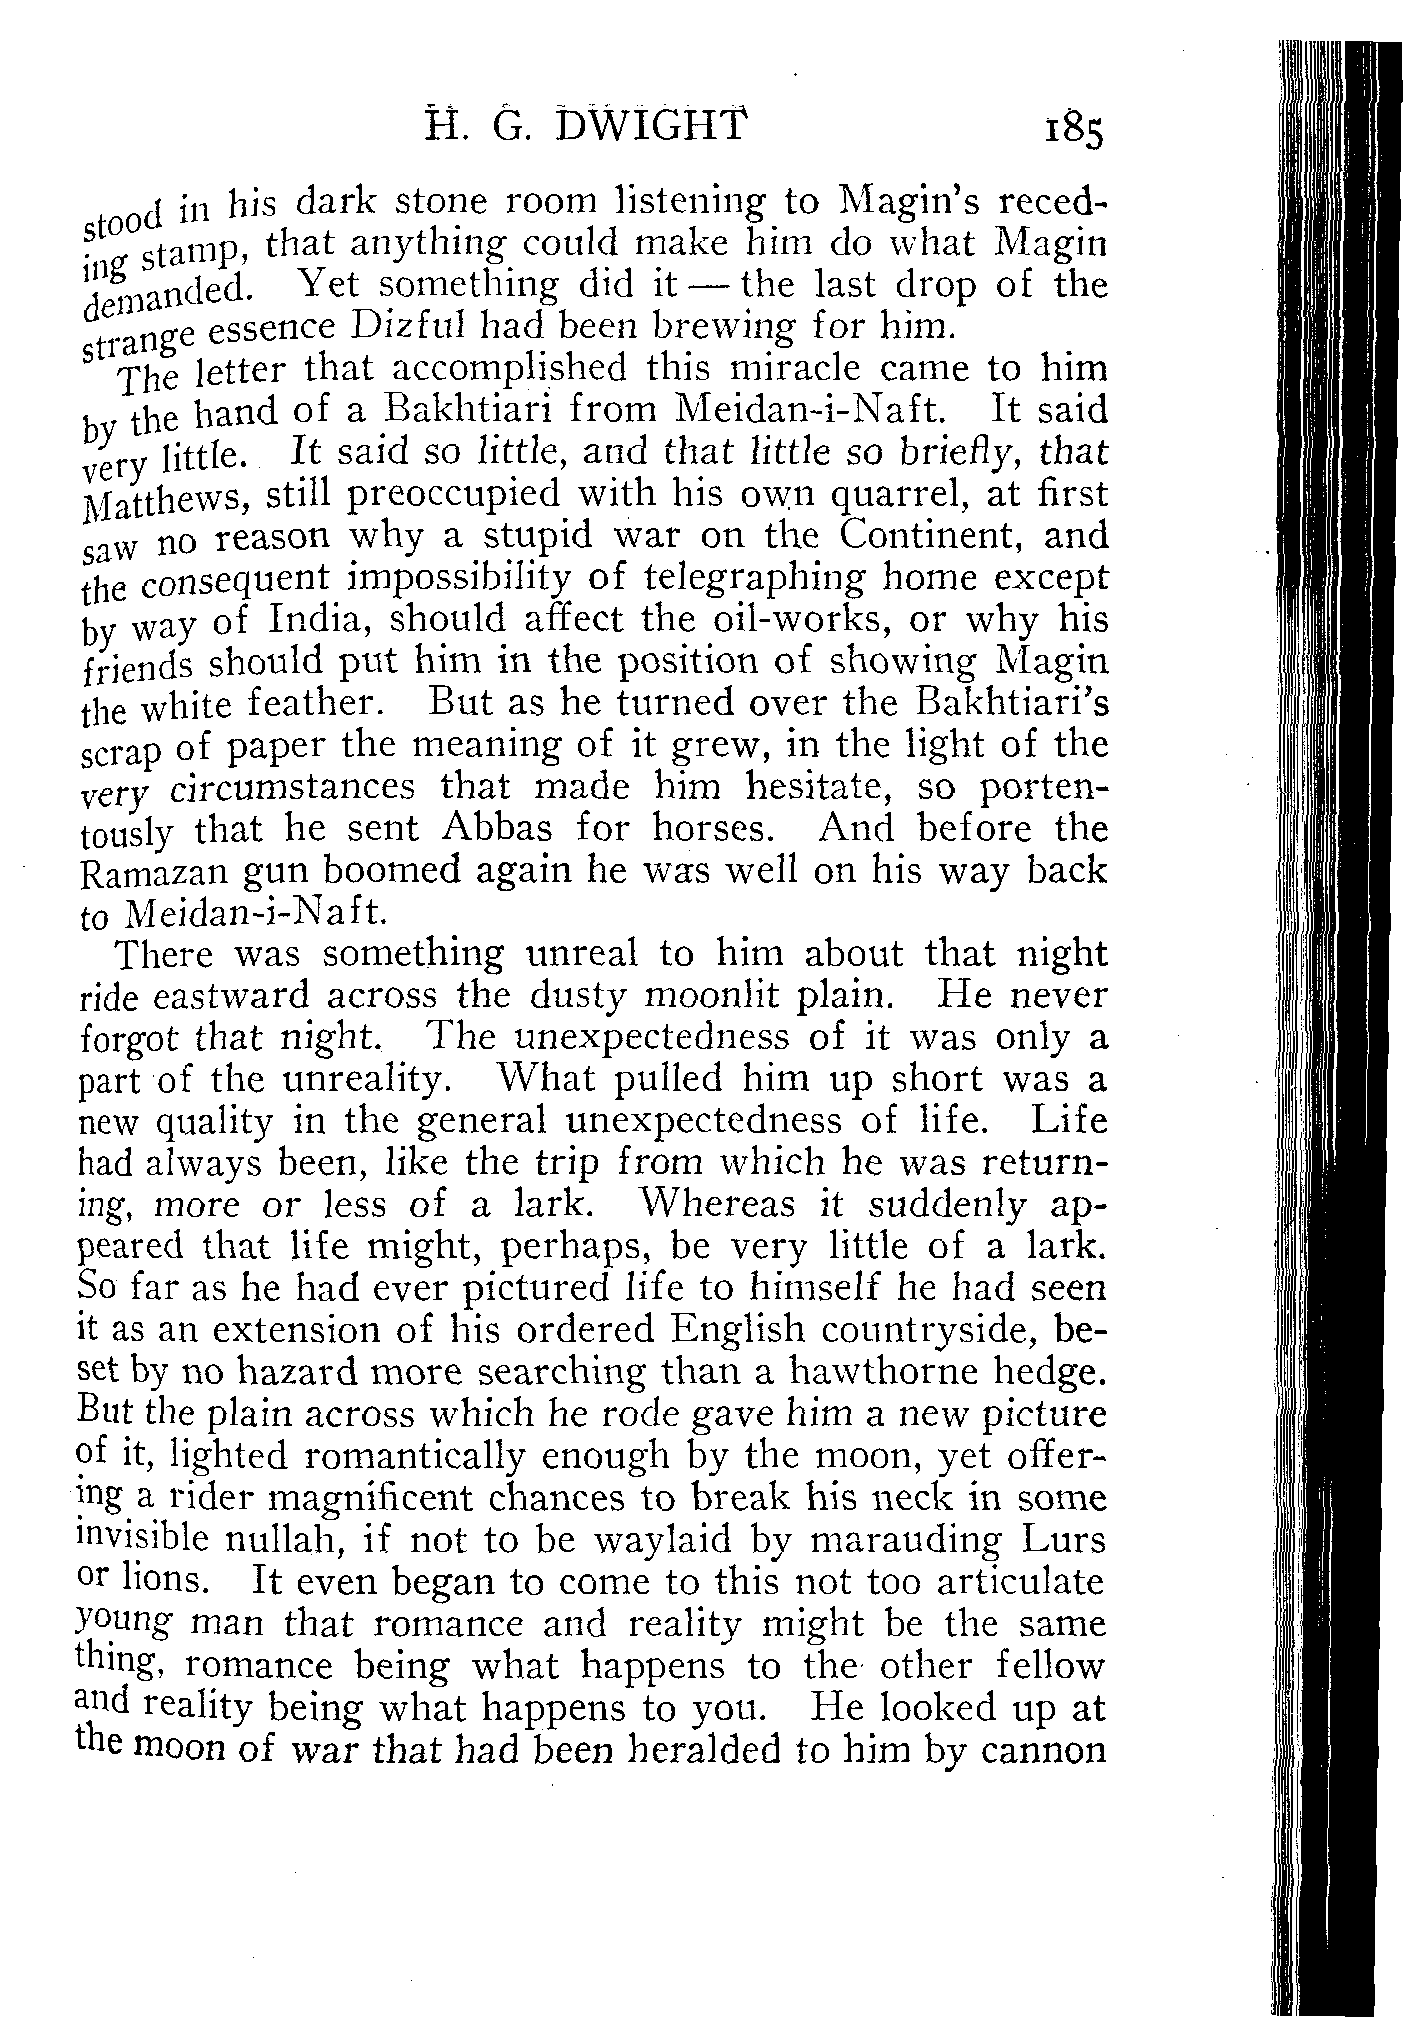 H. G. DWIGHT 185
stood in his dark stone room listening to Magin's reced-
ing stamp, that anything could make him do what Magin
demanded. Yet something did it — the last drop of the
strange essence Dizful had been brewing for him.
The letter that accomplished this miracle came to him
by the hand of a Bakhtiari from Meidan-i-Naft. It said
very little. It said so little, and that little so briefly, that
Matthews, still preoccupied with his own quarrel, at first
saw no reason why a stupid war on the Continent, and
the consequent impossibility of telegraphing home except
by way of India, should affect the oil-works, or why his
friends should put him in the position of showing Magin
the white feather. But as he turned over the Bakhtiari's
scrap of paper the meaning of it grew, in the light of the
very circumstances that made him hesitate, so porten-
tously that he sent Abbas for horses. And before the
Ramazan gun boomed again he was well on his way back
to Meidan-i-Naft.
There was something unreal to him about that night
ride eastward across the dusty moonlit plain. He never
forgot that night. The unexpectedness of it was only a
part of the unreality. What pulled him up short was a
new quality in the general unexpectedness of life. Life
had always been, like the trip from which he was return-
ing, more or less of a lark. Whereas it suddenly ap-
peared that life might, perhaps, be very little of a lark.
So far as he had ever pictured life to himself he had seen
it as an extension of his ordered English countryside, be-
set by no hazard more searching than a hawthorne hedge.
But the plain across which he rode gave him a new picture
of it, lighted romantically enough by the moon, yet offer-
ing a rider magnificent chances to break his neck in some
invisible nullah, if not to be waylaid by marauding Lurs
or lions. It even began to come to this not too articulate
young man that romance and reality might be the same
thing, romance being what happens to the other fellow
and reality being what happens to you. He looked up at
the moon of war that had been heralded to him by cannon